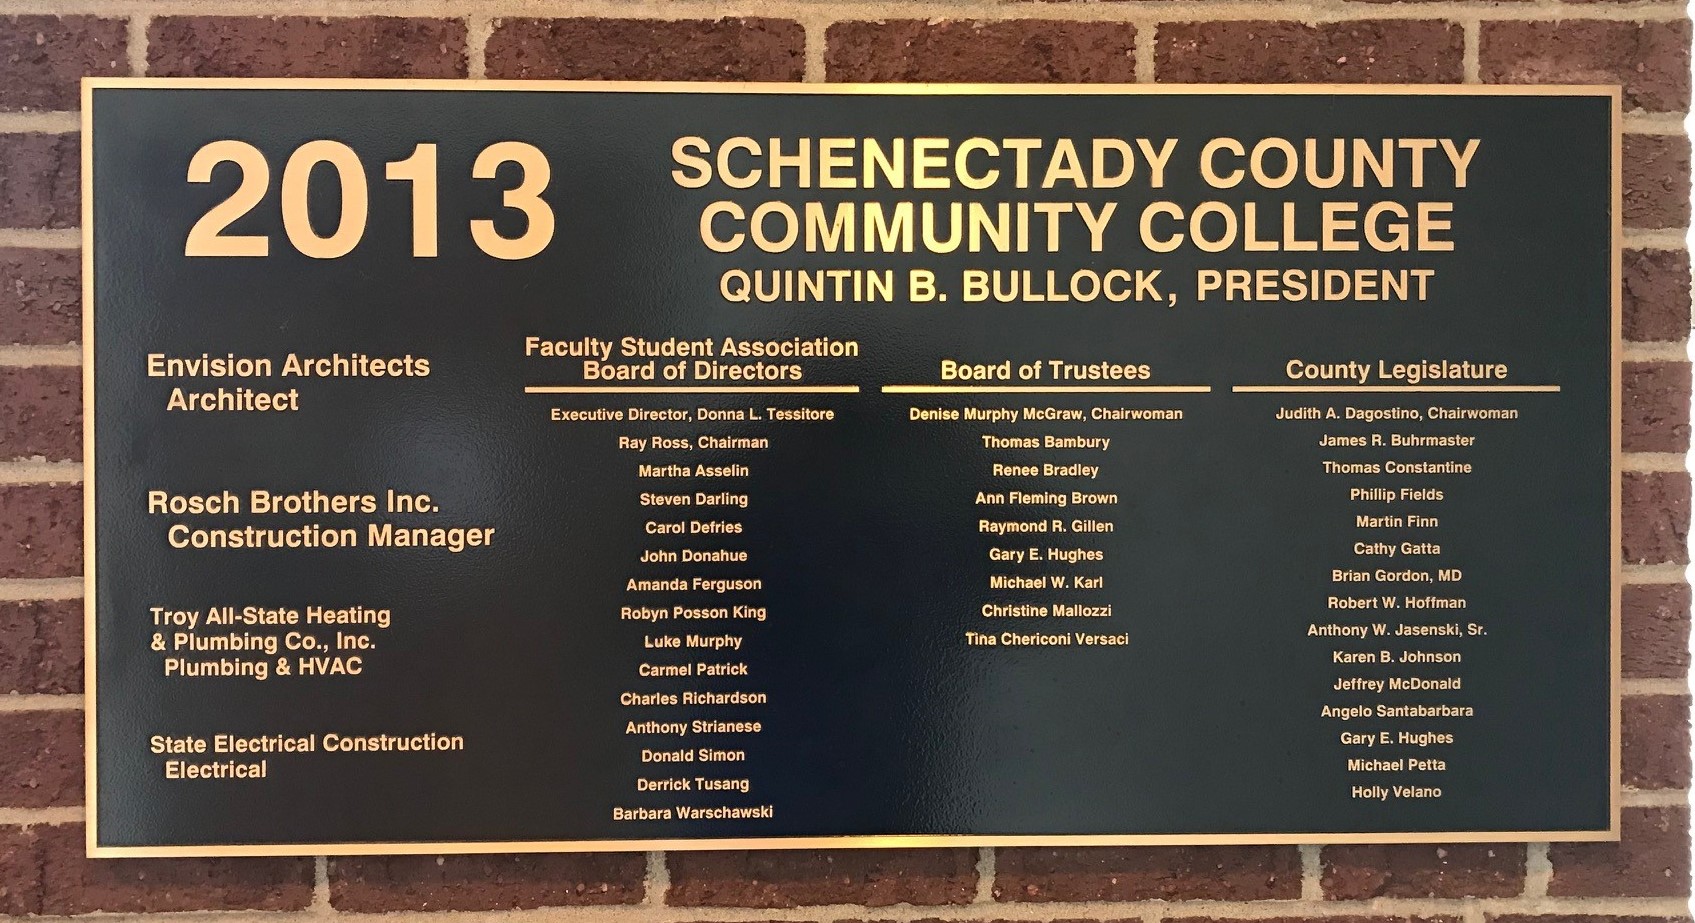 2013
SCHENECTADY COUNTY
COMMUNITY COLLEGE
QUINTIN B. BULLOCK, PRESIDENT
Envision Architects
Architect
Rosch Brothers Inc.
Construction Manager
Troy All-State Heating
& Plumbing Co., Inc.
Plumbing & HVAC
State Electrical Construction
Electrical
Faculty Student Association
Board of Directors
Executive Director, Donna L. Tessitore
Ray Ross, Chairman
Martha Asselin
Steven Darling
Carol Defries
John Donahue
Amanda Ferguson
Robyn Posson King
Luke Murphy
Carmel Patrick
Charles Richardson
Anthony Strianese
Donald Simon
Derrick Tusang
Barbara Warschawski
Board of Trustees
Denise Murphy McGraw, Chairwoman
Thomas Bambury
Renee Bradley
Ann Fleming Brown
Raymond R. Gillen
Gary E. Hughes
Michael W. Karl
Christine Mallozzi
Tina Chericoni Versaci
County Legislature
Judith A. Dagostino, Chairwoman
James R. Buhrmaster
Thomas Constantine
Phillip Fields
Martin Finn
Cathy Gatta
Brian Gordon, MD
Robert W. Hoffman
Anthony W. Jasenski, Sr.
Karen B. Johnson
Jeffrey McDonald
Angelo Santabarbara
Gary E. Hughes
Michael Petta
Holly Velano